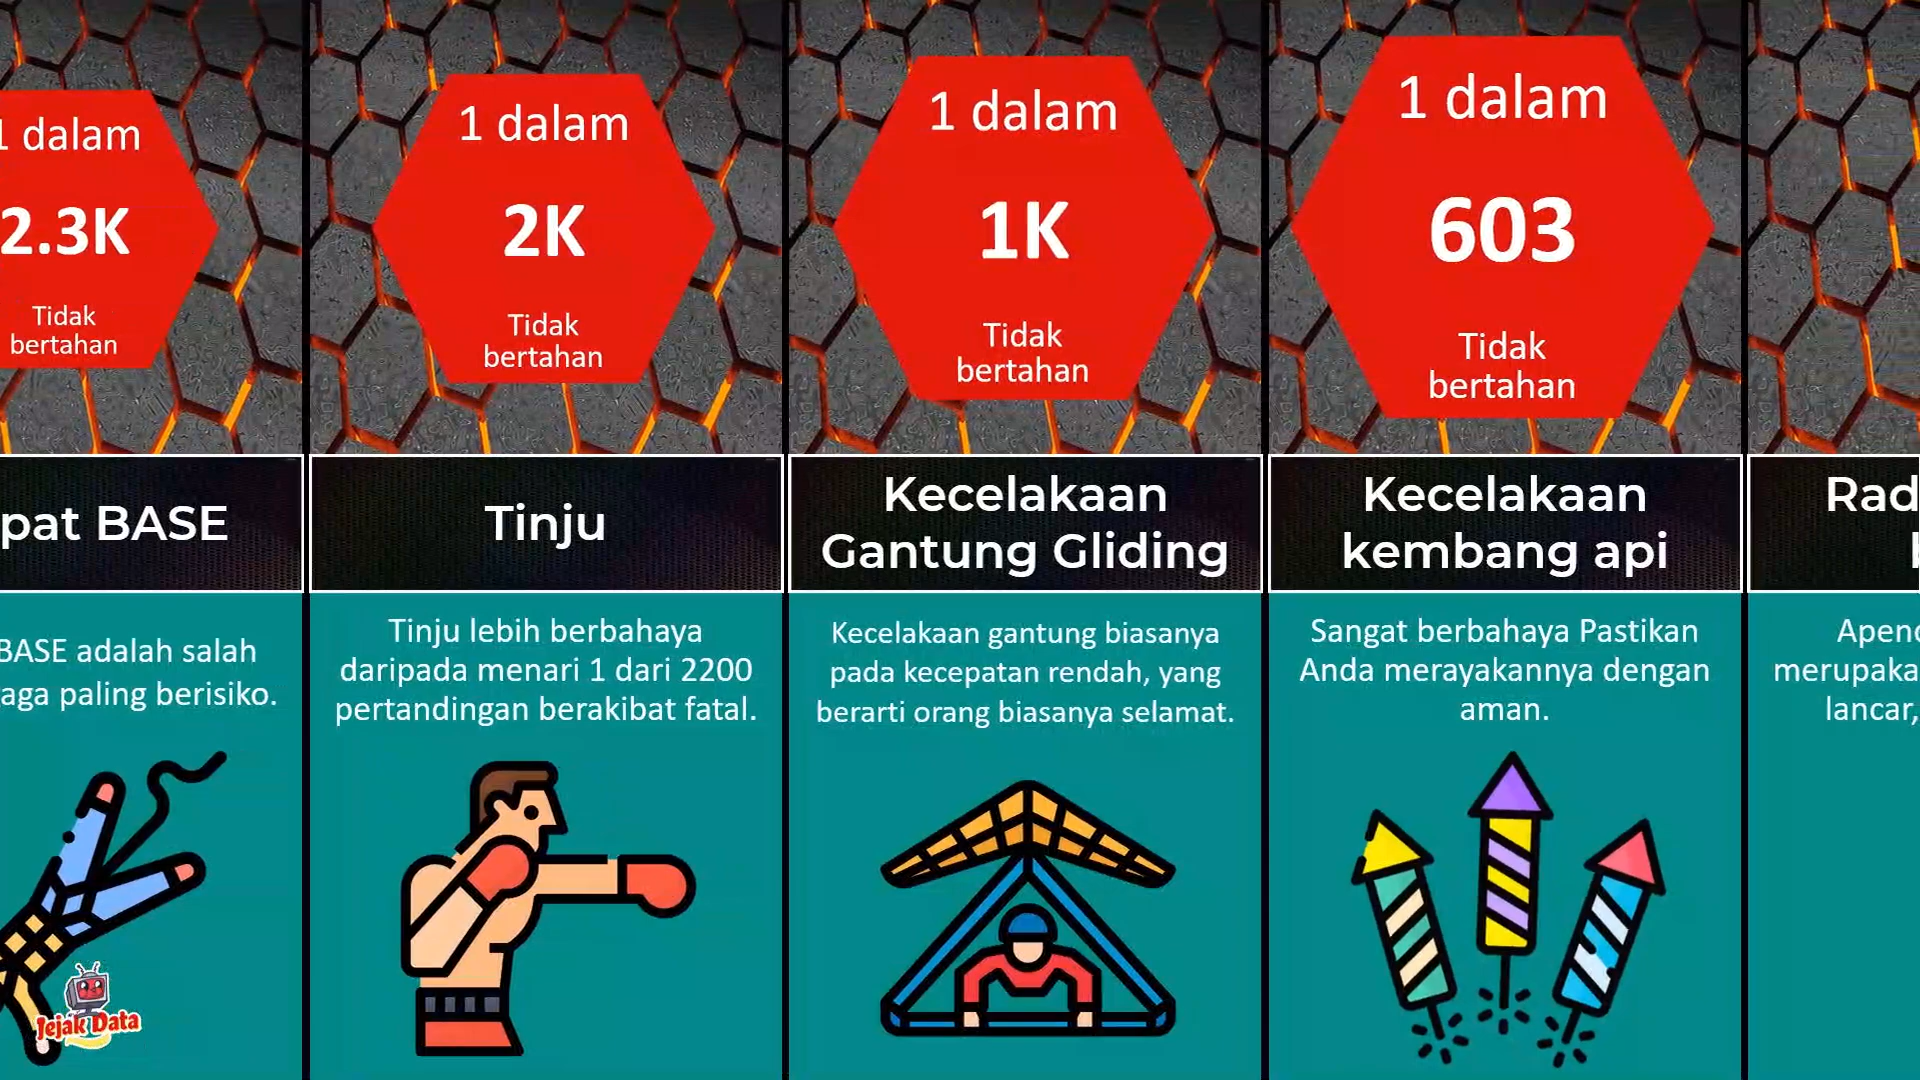 1 dalam
2.3K
Tidak
bertahan
pat BASE
BASE adalah salah
aga paling berisiko.
Jejak Data
1 dalam
2K
Tidak
bertahan
Tinju
Tinju lebih berbahaya
daripada menari 1 dari 2200
pertandingan berakibat fatal.
1 dalam
1K
Tidak
bertahan
Kecelakaan
Gantung Gliding
Kecelakaan gantung biasanya
pada kecepatan rendah, yang
berarti orang biasanya selamat.
1 dalam
603
Tidak
bertahan
Kecelakaan
kembang api
Sangat berbahaya Pastikan
Anda merayakannya dengan
aman.
Rad
Apen
merupaka
lancar,